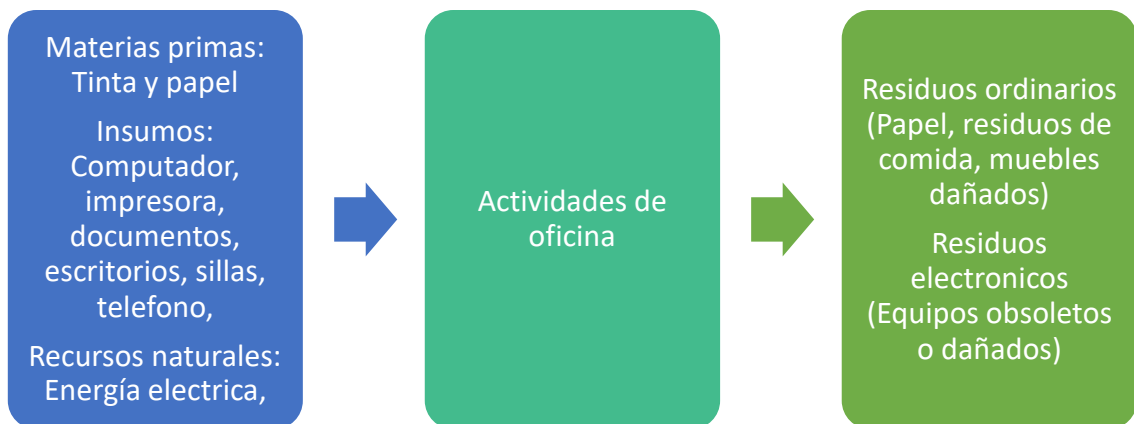 Materias primas:
Tinta y papel
Insumos:
Computador,
impresora,
documentos,
escritorios, sillas,
telefono,
Recursos naturales:
Energía electrica,
Actividades de
oficina
Residuos ordinarios
(Papel, residuos de
comida, muebles
dañados)
Residuos
electronicos
(Equipos obsoletos
o dañados)